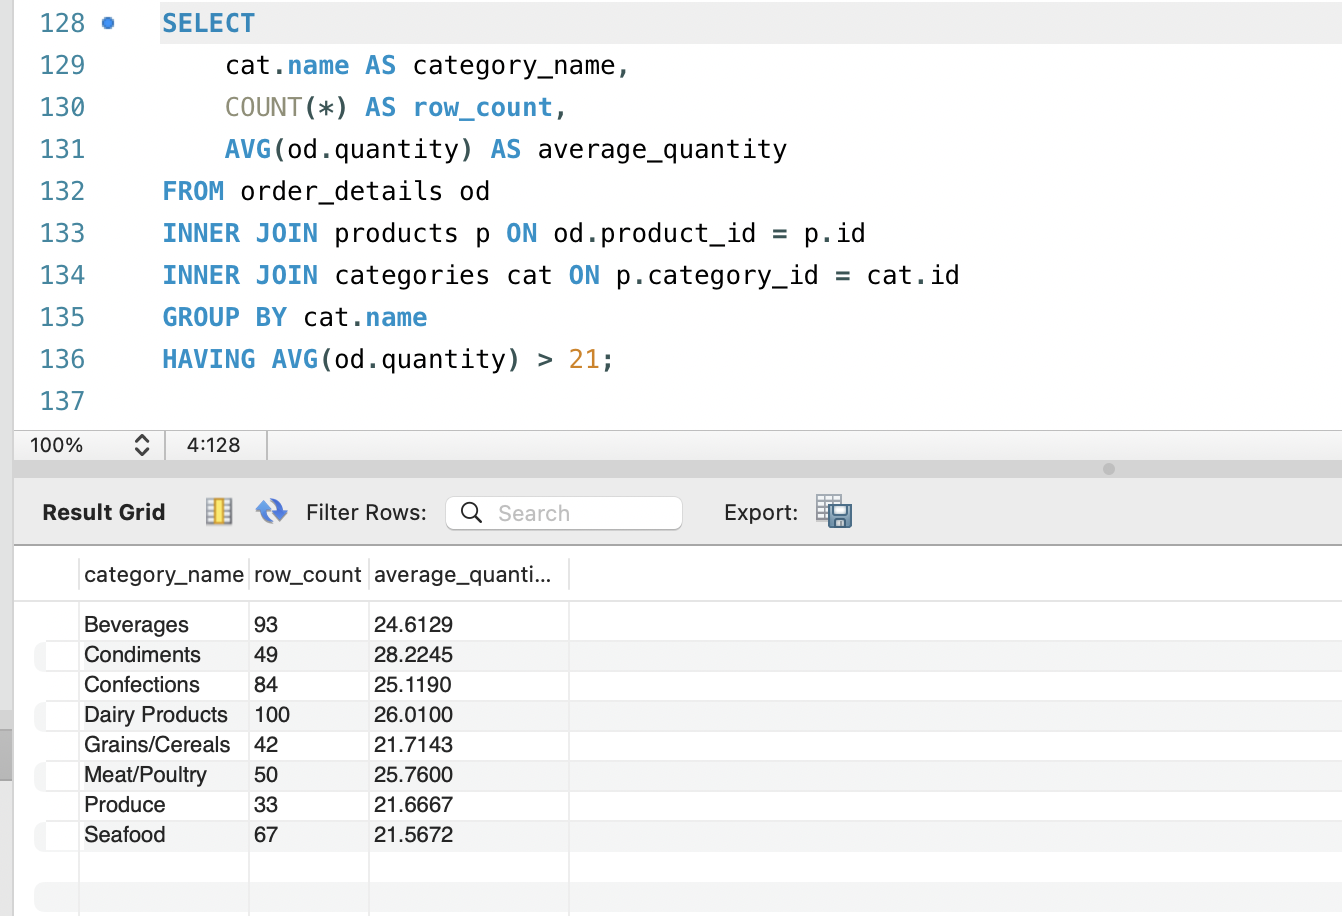 128 SELECT
129 cat.name AS category_name,
130 COUNT(*) AS row_count,
131 AVG(od.quantity) AS average_quantity
132 FROM order_details od
133 INNER JOIN products p ON od.product_id = p.id
134 INNER JOIN categories cat ON p.category_id = cat.id
135 GROUP BY cat.name
136 HAVING AVG(od.quantity) > 21;
137
100% 4:128
Result Grid Filter Rows: Search Export:
category_name row_count average_quanti...
Beverages 93 24.6129
Condiments 49 28.2245
Confections 84 25.1190
Dairy Products 100 26.0100
Grains/Cereals 42 21.7143
Meat/Poultry 50 25.7600
Produce 33 21.6667
Seafood 67 21.5672